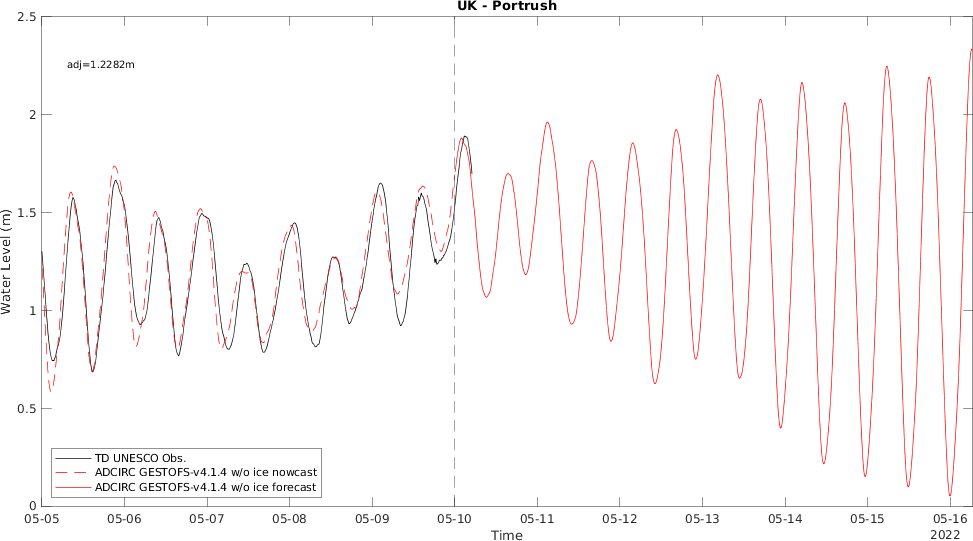 UK - Portrush
2.5
adj=1.2282m
2
1.5
Water Level (m)
1
0.5
TD UNESCO Obs.
ADCIRC GESTOFS-v4.1.4 w/o ice nowcast
ADCIRC GESTOFS-v4.1.4 w/o ice forecast
0
05-05 05-06 05-07 05-08 05-09 05-10 05-11 05-12 05-13 05-14 05-15 05-16
Time
2022